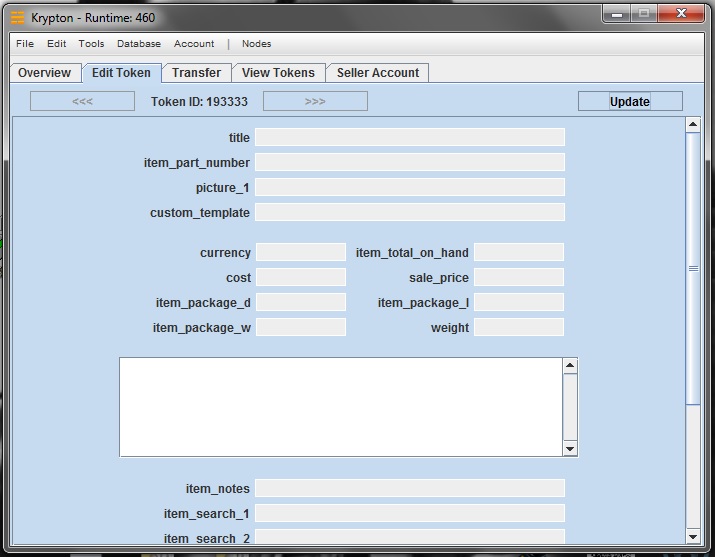 Krypton - Runtime: 460
File Edit Tools Database Account | Nodes
Overview Edit Token Transfer View Tokens Seller Account
<<< Token ID: 193333 >>> Update
title
item_part_number
picture_1
custom_template
currency item_total_on_hand
cost sale_price
item_package_d item_package_l
item_package_w weight
item_notes
item_search_1
item_search_2